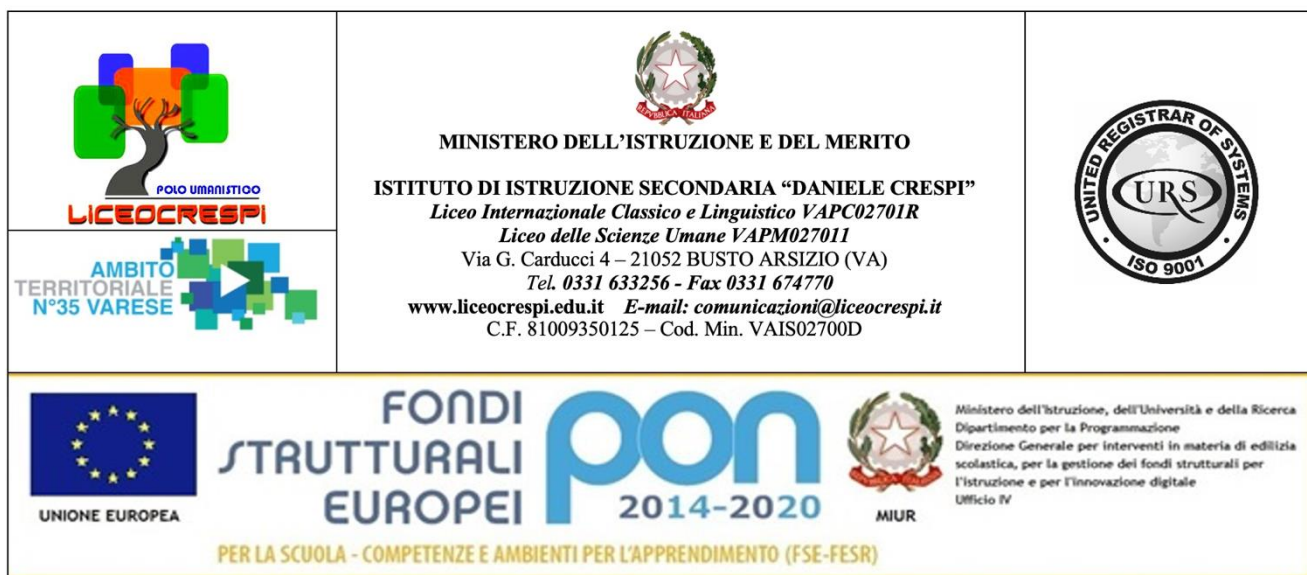 POLO UMANISTICO
LICEOCRESPI
AMBITO
TERRITORIALE
N°35 VARESE
REPVBBLICA ITALIANA
MINISTERO DELL’ISTRUZIONE E DEL MERITO
ISTITUTO DI ISTRUZIONE SECONDARIA “DANIELE CRESPI”
Liceo Internazionale Classico e Linguistico VAPC02701R
Liceo delle Scienze Umane VAPM027011
Via G. Carducci 4 – 21052 BUSTO ARSIZIO (VA)
Tel. 0331 633256 - Fax 0331 674770
www.liceocrespi.edu.it E-mail: comunicazioni@liceocrespi.it
C.F. 81009350125 – Cod. Min. VAIS02700D
UNITED REGISTRAR OF SYSTEMS
URS
ISO 9001
UNIONE EUROPEA
FONDI
STRUTTURALI
EUROPEI
pon
2014-2020
REPVBBLICA ITALIANA
MIUR
Ministero dell'Istruzione, dell'Università e della Ricerca
Dipartimento per la Programmazione
Direzione Generale per interventi in materia di edilizia
scolastica, per la gestione dei fondi strutturali per
l'istruzione e per l'innovazione digitale
Ufficio IV
PER LA SCUOLA - COMPETENZE E AMBIENTI PER L'APPRENDIMENTO (FSE-FESR)